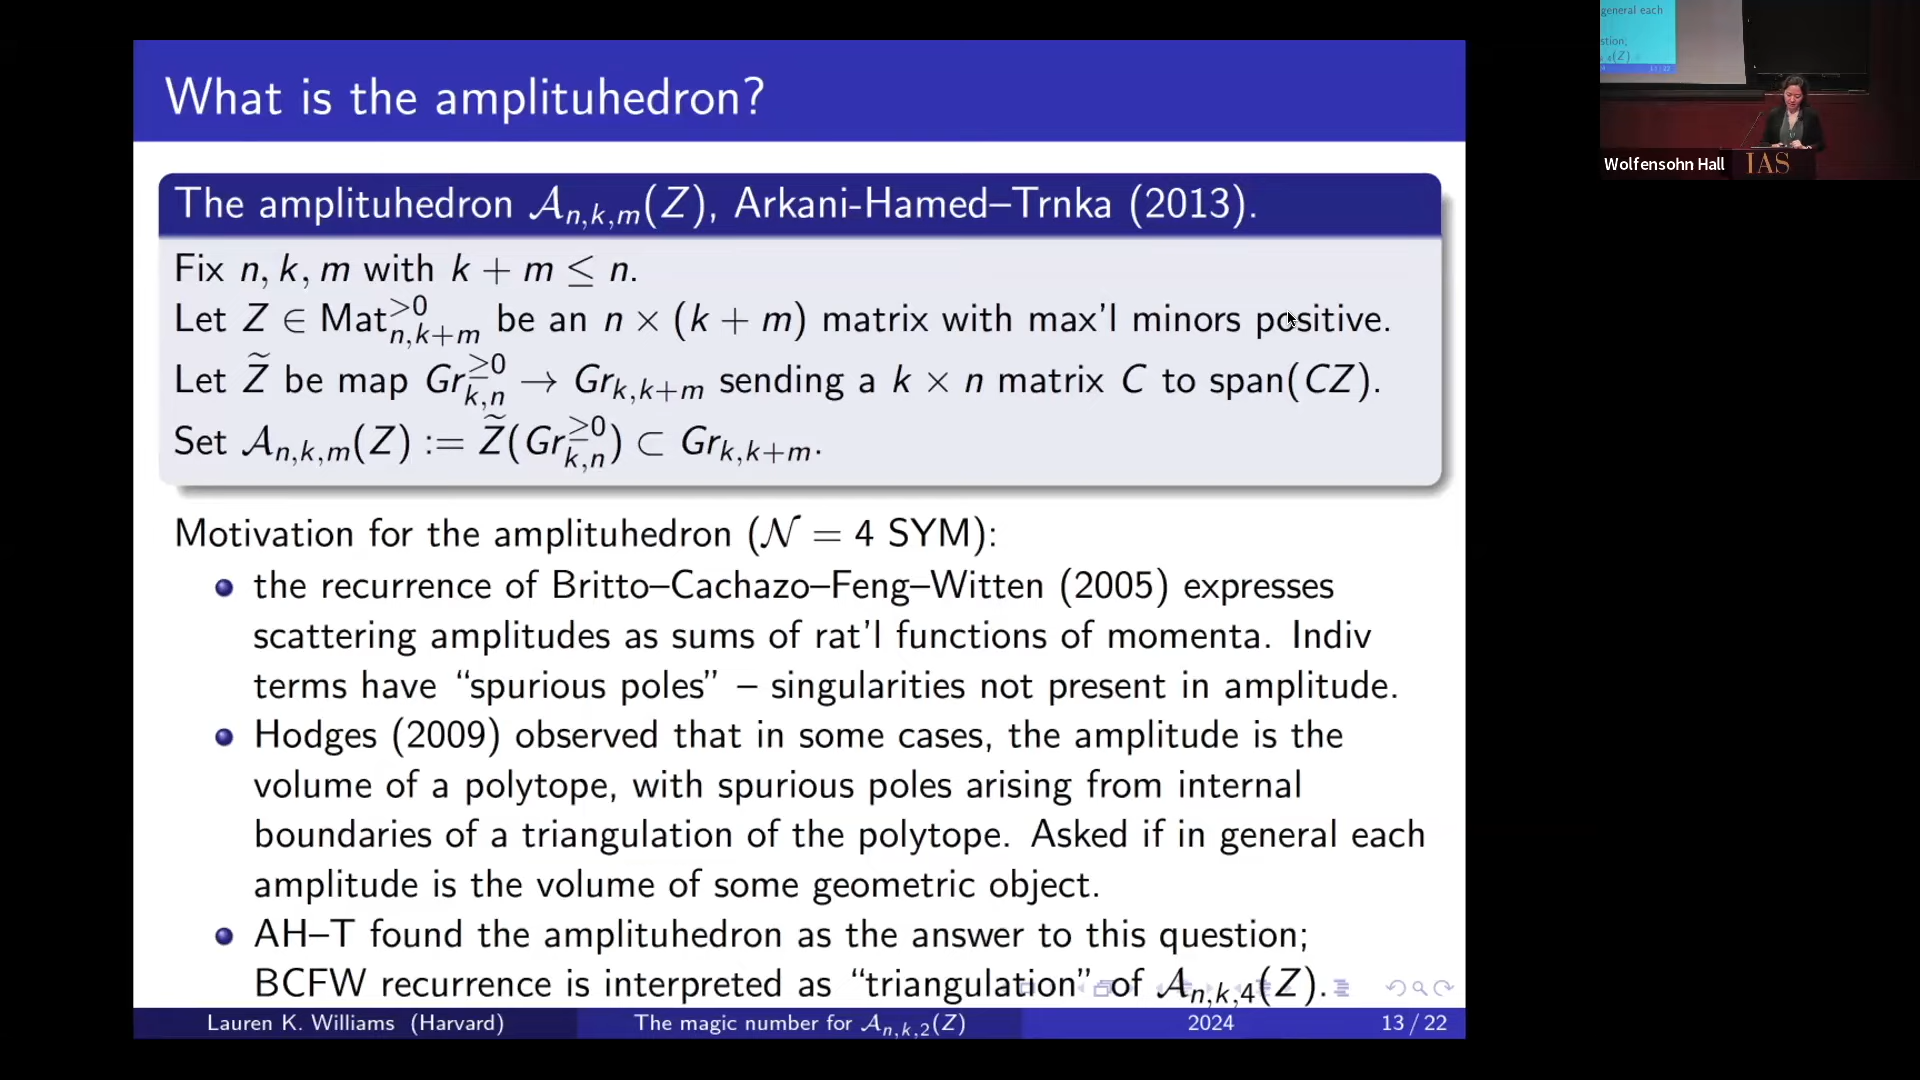 What is the amplituhedron?
The amplituhedron 𝒜ₙ,ₖ,ₘ(Z), Arkani-Hamed–Trnka (2013).
Fix n, k, m with k + m ≤ n.
Let Z ∈ Mat^{>0}_{n,k+m} be an n × (k + m) matrix with max'l minors positive.
Let Z̃ be map Gr^{≥0}_{k,n} → Gr_{k,k+m} sending a k × n matrix C to span(CZ).
Set 𝒜_{n,k,m}(Z) := Z̃(Gr^{≥0}_{k,n}) ⊂ Gr_{k,k+m}.
Motivation for the amplituhedron (𝒩 = 4 SYM):
the recurrence of Britto–Cachazo–Feng–Witten (2005) expresses
scattering amplitudes as sums of rat'l functions of momenta. Indiv
terms have “spurious poles” – singularities not present in amplitude.
Hodges (2009) observed that in some cases, the amplitude is the
volume of a polytope, with spurious poles arising from internal
boundaries of a triangulation of the polytope. Asked if in general each
amplitude is the volume of some geometric object.
AH–T found the amplituhedron as the answer to this question;
BCFW recurrence is interpreted as “triangulation” of 𝒜_{n,k,4}(Z).
Lauren K. Williams (Harvard) The magic number for 𝒜_{n,k,2}(Z) 2024 13 / 22
general each
stion,
(Z)
Wolfensohn Hall
IAS